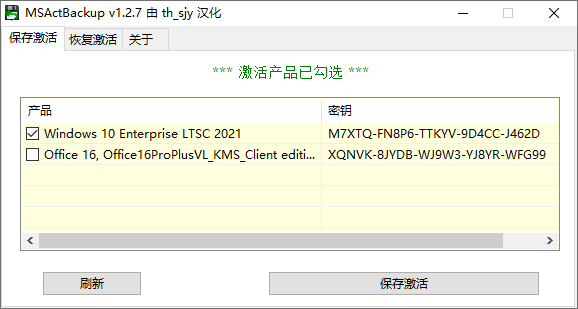 MSActBackup v1.2.7 由 th_sjy 汉化
保存激活 恢复激活 关于
*** 激活产品已勾选 ***
产品 密钥
Windows 10 Enterprise LTSC 2021 M7XTQ-FN8P6-TTKYV-9D4CC-J462D
Office 16, Office16ProPlusVL_KMS_Client editi... XQNVK-8JYDB-WJ9W3-YJ8YR-WFG99
刷新 保存激活